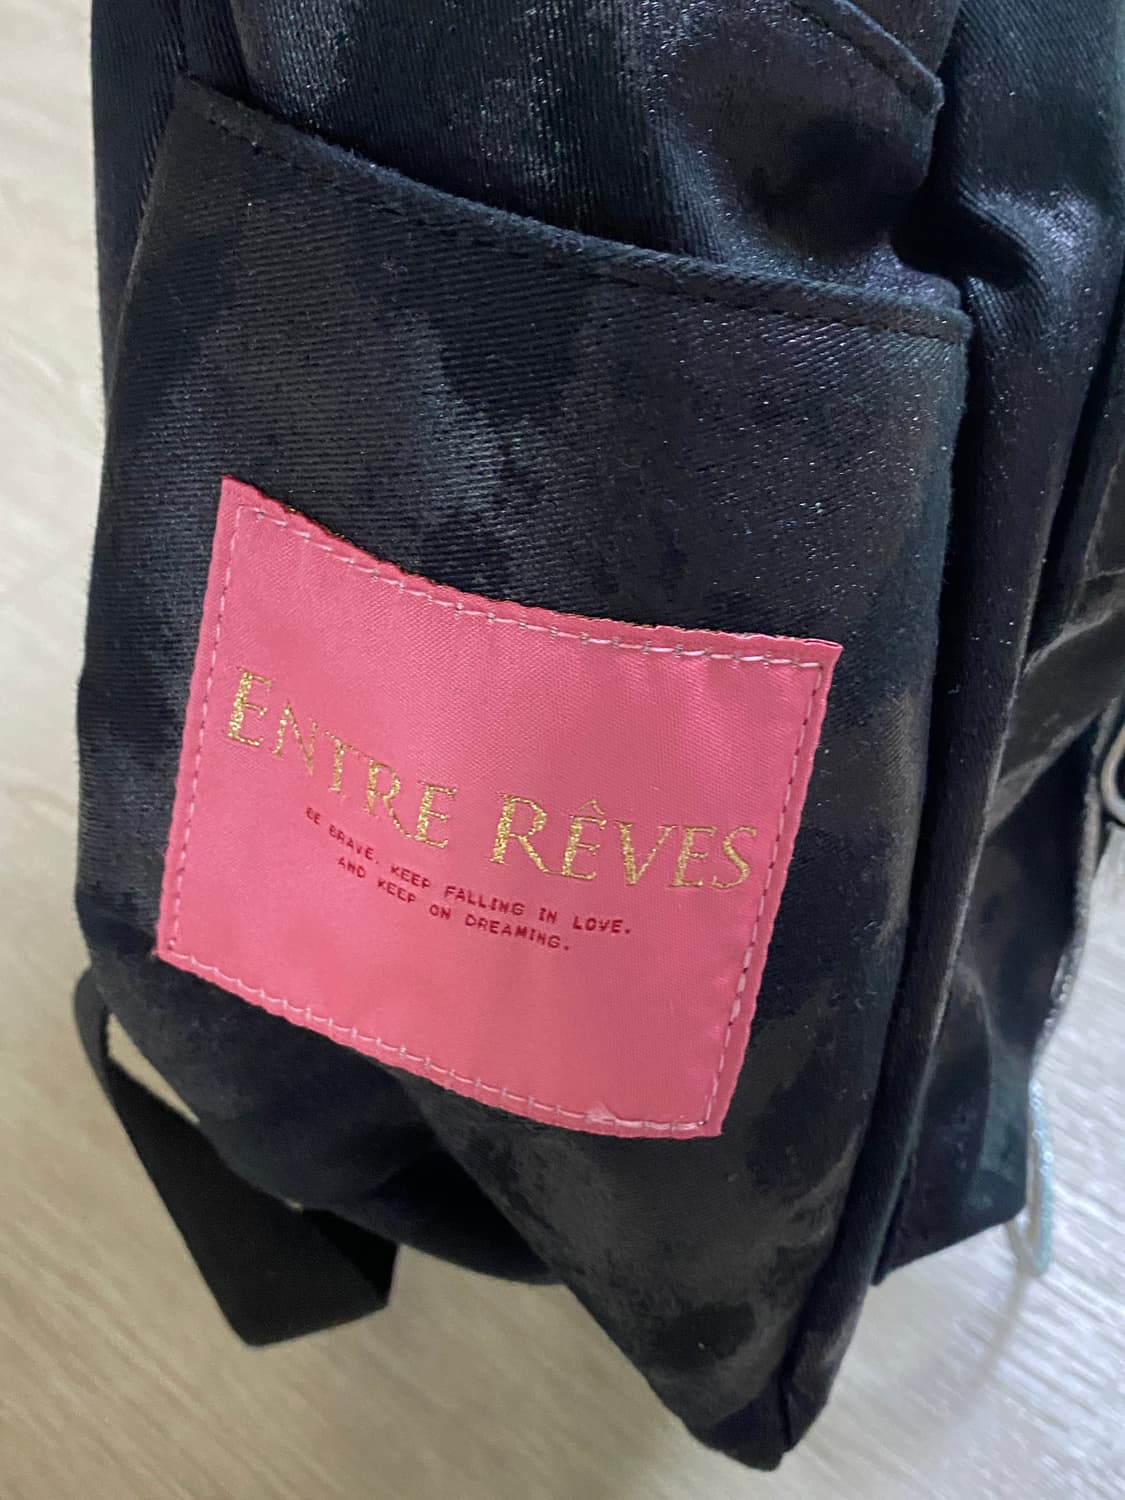 ENTRE RÊVES
BE BRAVE, KEEP FALLING IN LOVE.
AND KEEP ON DREAMING.